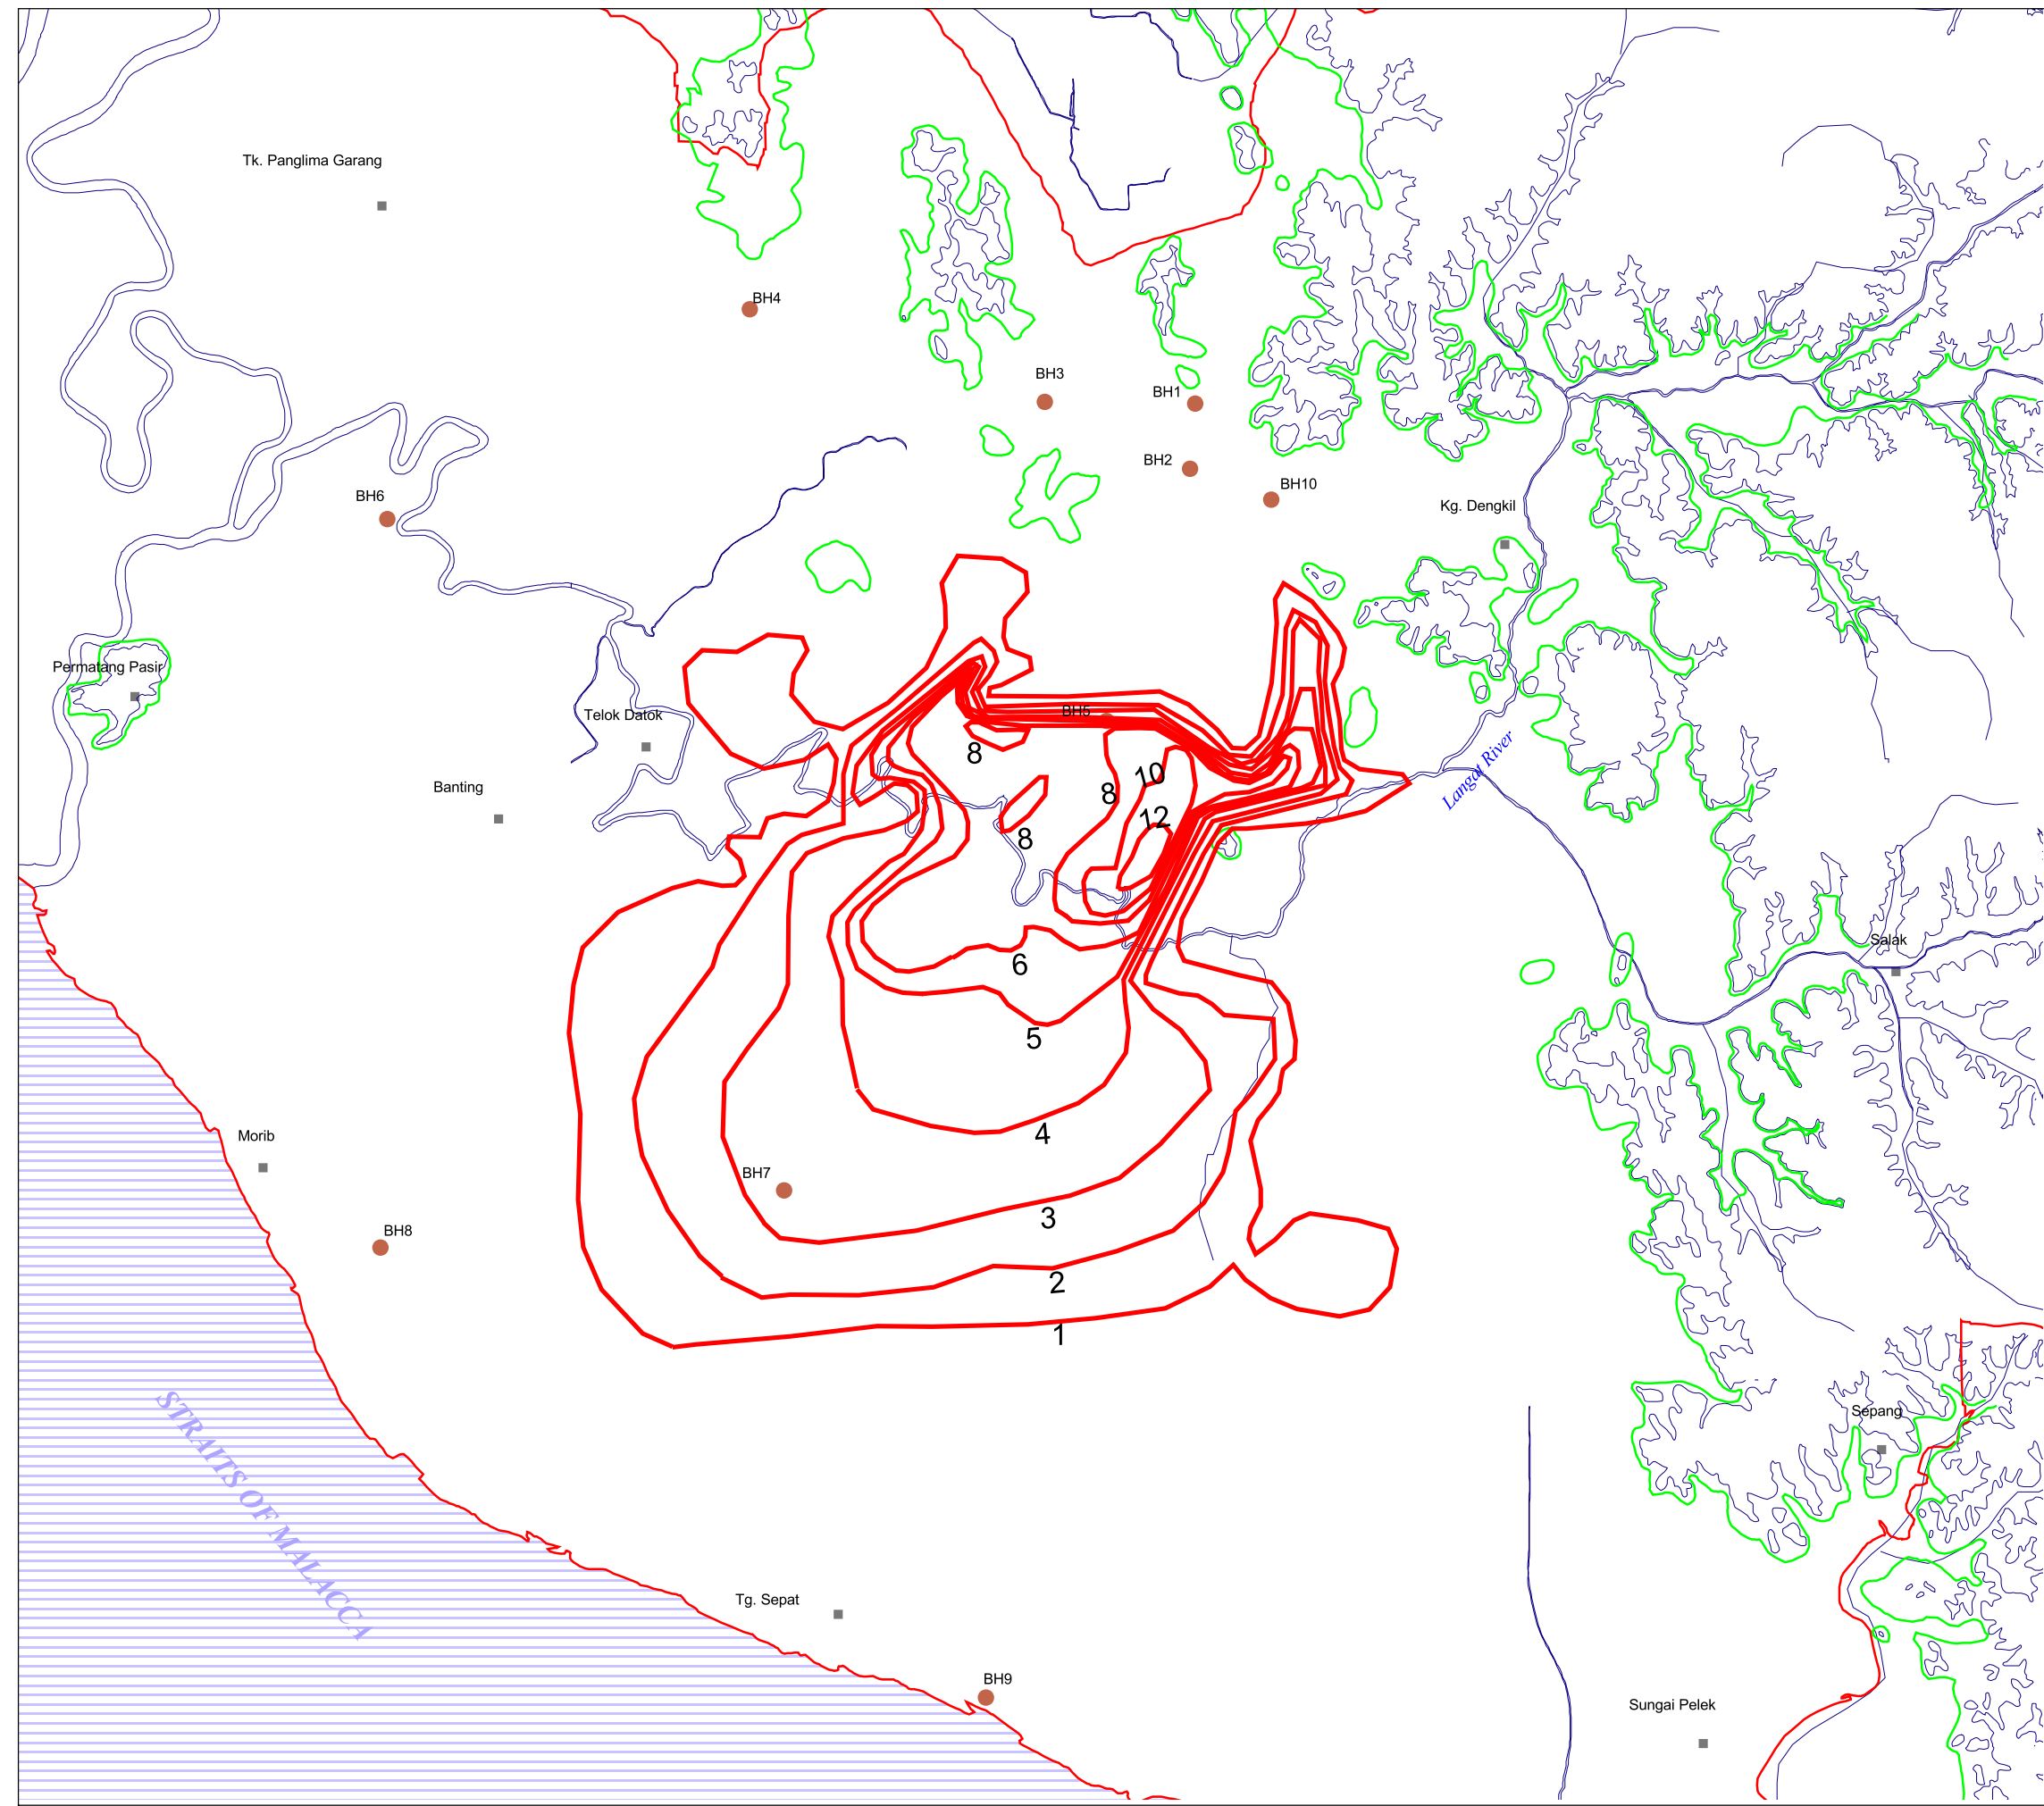 Tk. Panglima Garang
BH4
BH3
BH1
BH2
BH10
BH6
Kg. Dengkil
Permatang Pasir
Telok Datok
BH5
Langat River
8
10
8
Banting
12
8
Salak
6
5
Morib
4
BH7
3
BH8
2
1
STRAITS OF MALACCA
Sepang
Tg. Sepat
BH9
Sungai Pelek